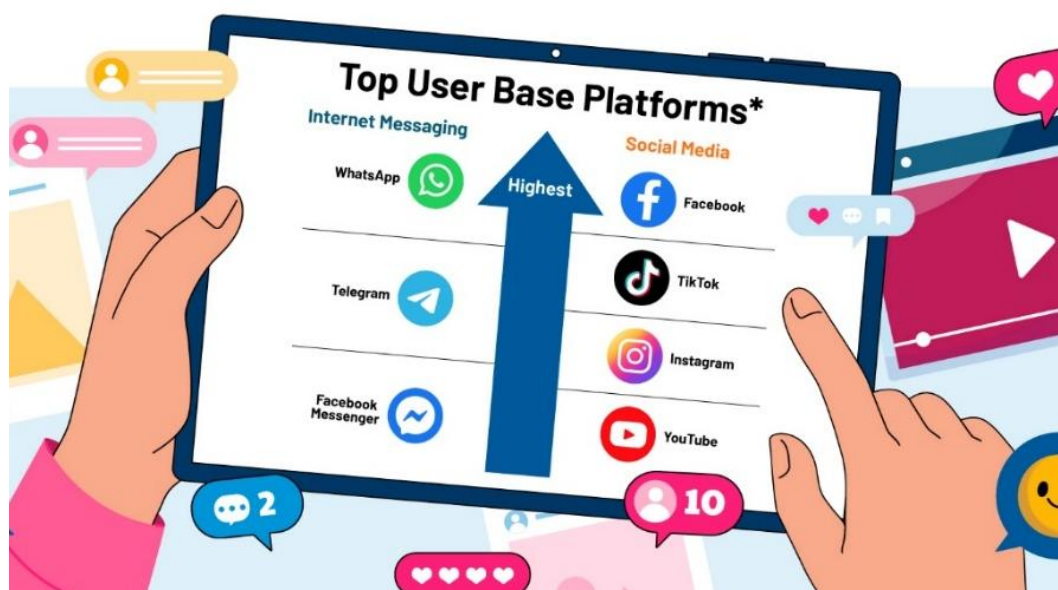 Top User Base Platforms*
Internet Messaging
WhatsApp
Telegram
Facebook
Messenger
Highest
Social Media
Facebook
TikTok
Instagram
YouTube
2
10